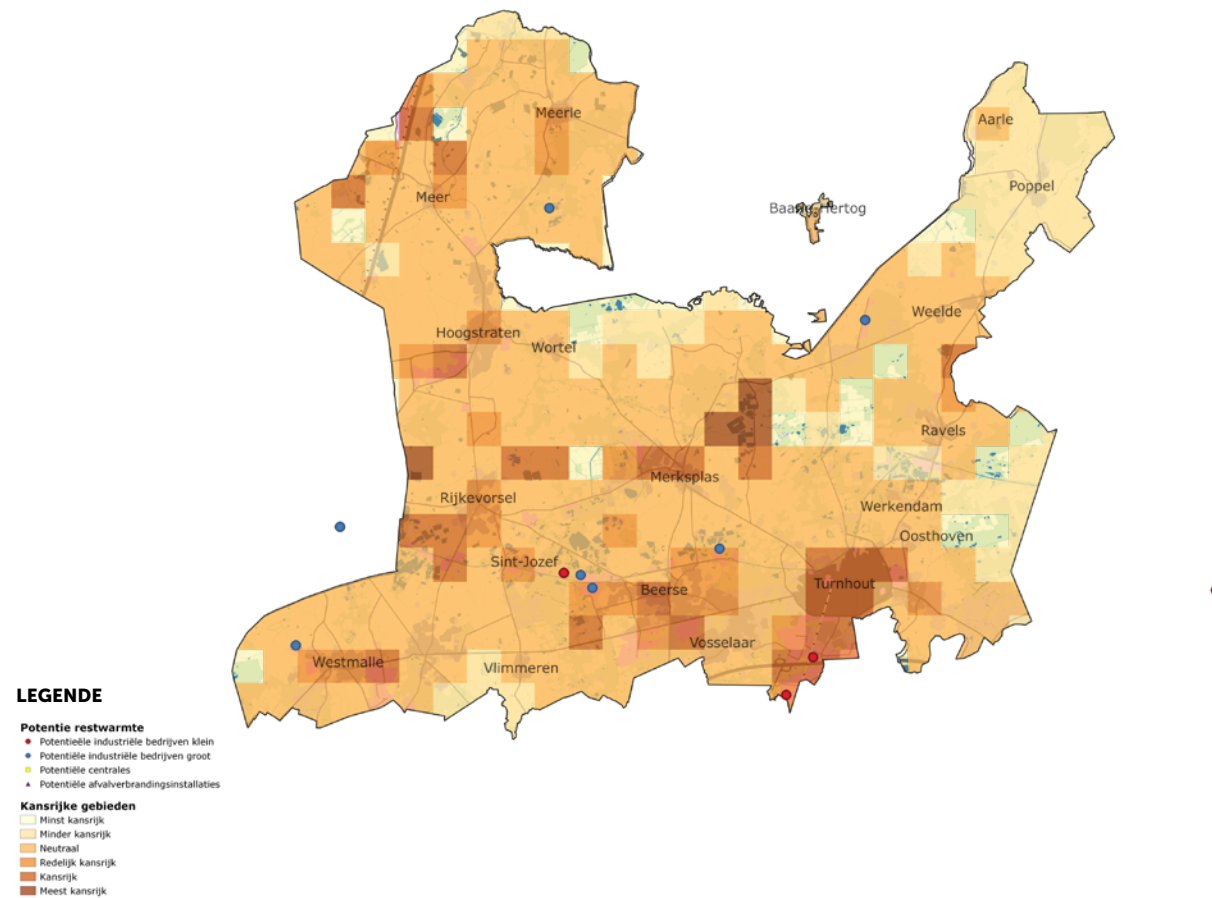 Meerle
Aarle
Poppel
Meer
Baarle-Hertog
Weelde
Hoogstraten
Wortel
Ravels
Merksplas
Rijkevorsel
Werkendam
Oosthoven
Sint-Jozef
Turnhout
Beerse
Vosselaar
Westmalle
Vlimmeren
LEGENDE
Potentie restwarmte
Potentieële industriële bedrijven klein
Potentiële industriële bedrijven groot
Potentiële centrales
Potentiële afvalverbrandingsinstallaties
Kansrijke gebieden
Minst kansrijk
Minder kansrijk
Neutraal
Redelijk kansrijk
Kansrijk
Meest kansrijk